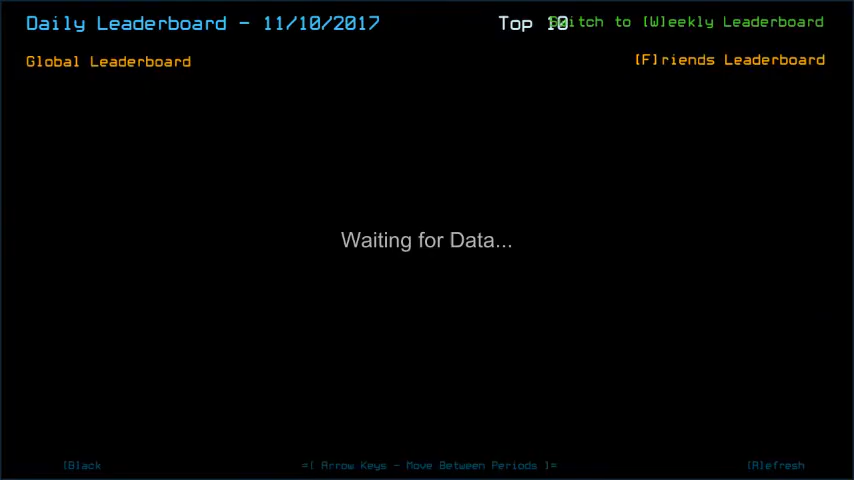 Daily Leaderboard - 11/10/2017
Top 10
Switch to [W]eekly Leaderboard
Global Leaderboard
[F]riends Leaderboard
Waiting for Data...
[B]ack
=[ Arrow Keys - Move Between Periods ]=
[R]efresh